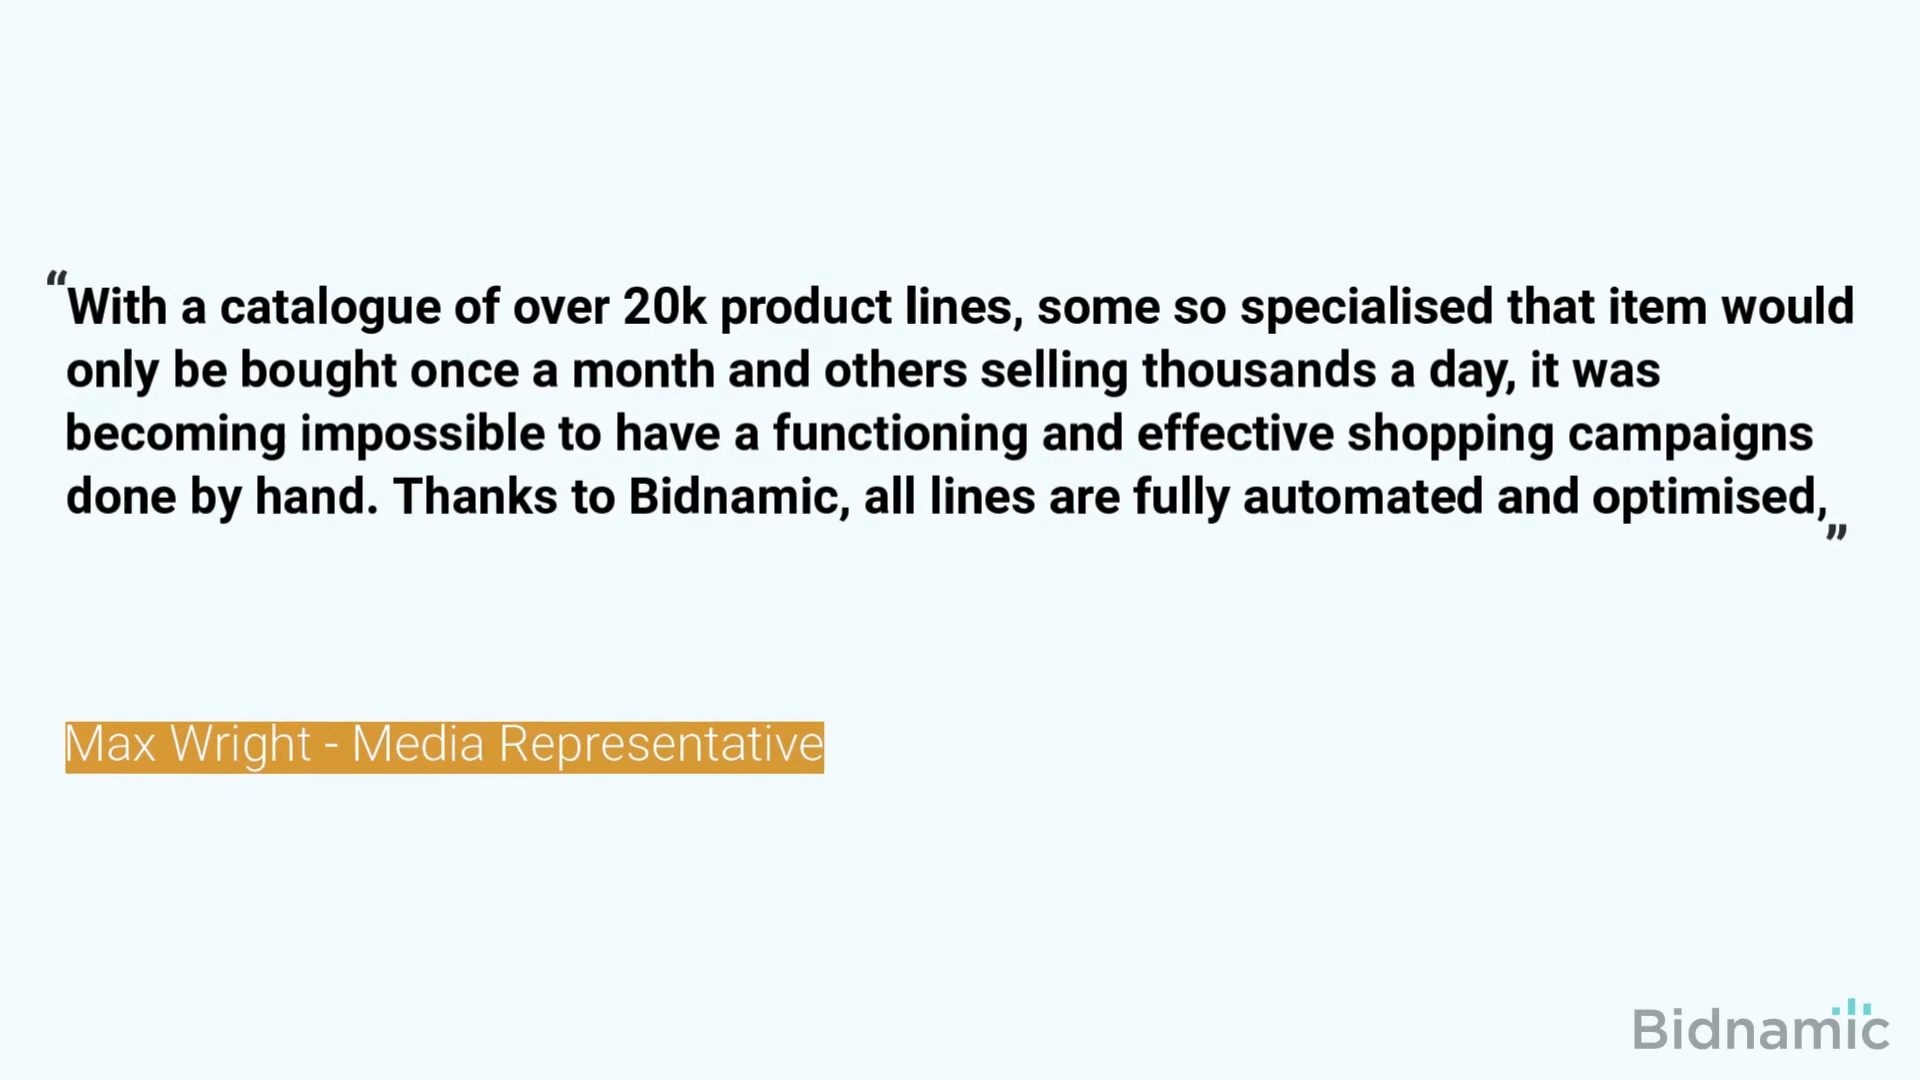 “With a catalogue of over 20k product lines, some so specialised that item would
only be bought once a month and others selling thousands a day, it was
becoming impossible to have a functioning and effective shopping campaigns
done by hand. Thanks to Bidnamic, all lines are fully automated and optimised,”
Max Wright - Media Representative
Bidnamic